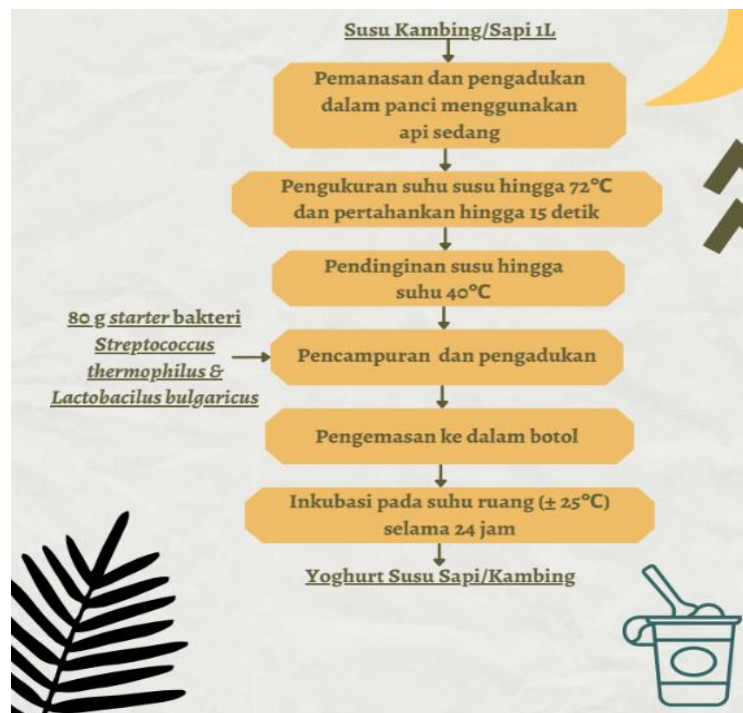 Susu Kambing/Sapi 1L
Pemanasan dan pengadukan
dalam panci menggunakan
api sedang
Pengukuran suhu susu hingga 72℃
dan pertahankan hingga 15 detik
Pendinginan susu hingga
suhu 40℃
80 g starter bakteri
Streptococcus
thermophilus &
Lactobacilus bulgaricus
Pencampuran dan pengadukan
Pengemasan ke dalam botol
Inkubasi pada suhu ruang (± 25℃)
selama 24 jam
Yoghurt Susu Sapi/Kambing